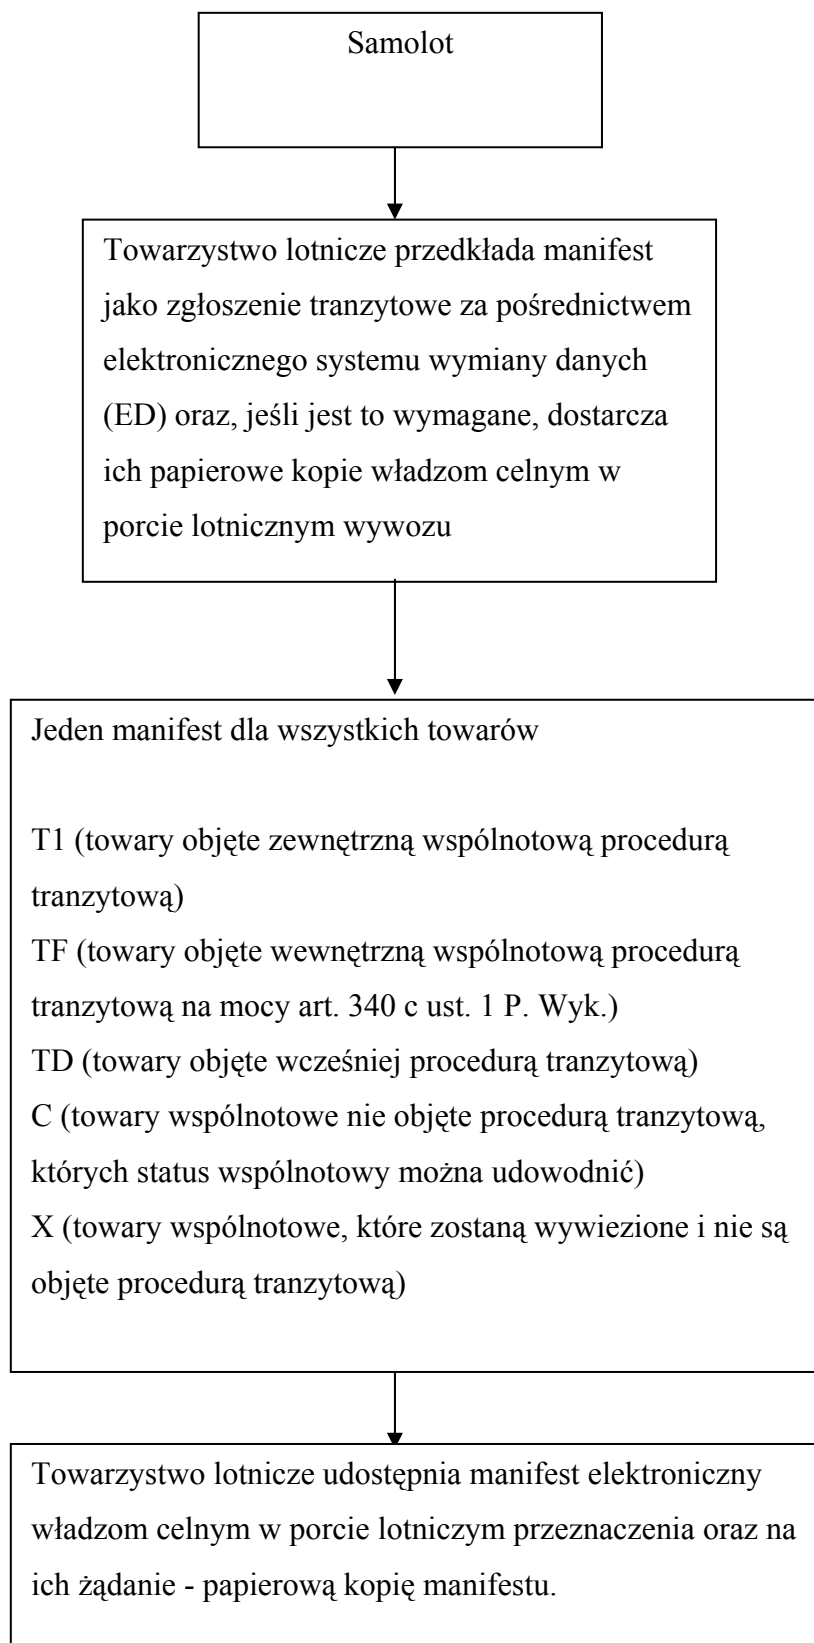 Samolot
Towarzystwo lotnicze przedkłada manifest
jako zgłoszenie tranzytowe za pośrednictwem
elektronicznego systemu wymiany danych
(ED) oraz, jeśli jest to wymagane, dostarcza
ich papierowe kopie władzom celnym w
porcie lotnicznym wywozu
Jeden manifest dla wszystkich towarów
T1 (towary objęte zewnętrzną wspólnotową procedurą
tranzytową)
TF (towary objęte wewnętrzną wspólnotową procedurą
tranzytową na mocy art. 340 c ust. 1 P. Wyk.)
TD (towary objęte wcześniej procedurą tranzytową)
C (towary wspólnotowe nie objęte procedurą tranzytową,
których status wspólnotowy można udowodnić)
X (towary wspólnotowe, które zostaną wywiezione i nie są
objęte procedurą tranzytową)
Towarzystwo lotnicze udostępnia manifest elektroniczny
władzom celnym w porcie lotniczym przeznaczenia oraz na
ich żądanie - papierową kopię manifestu.